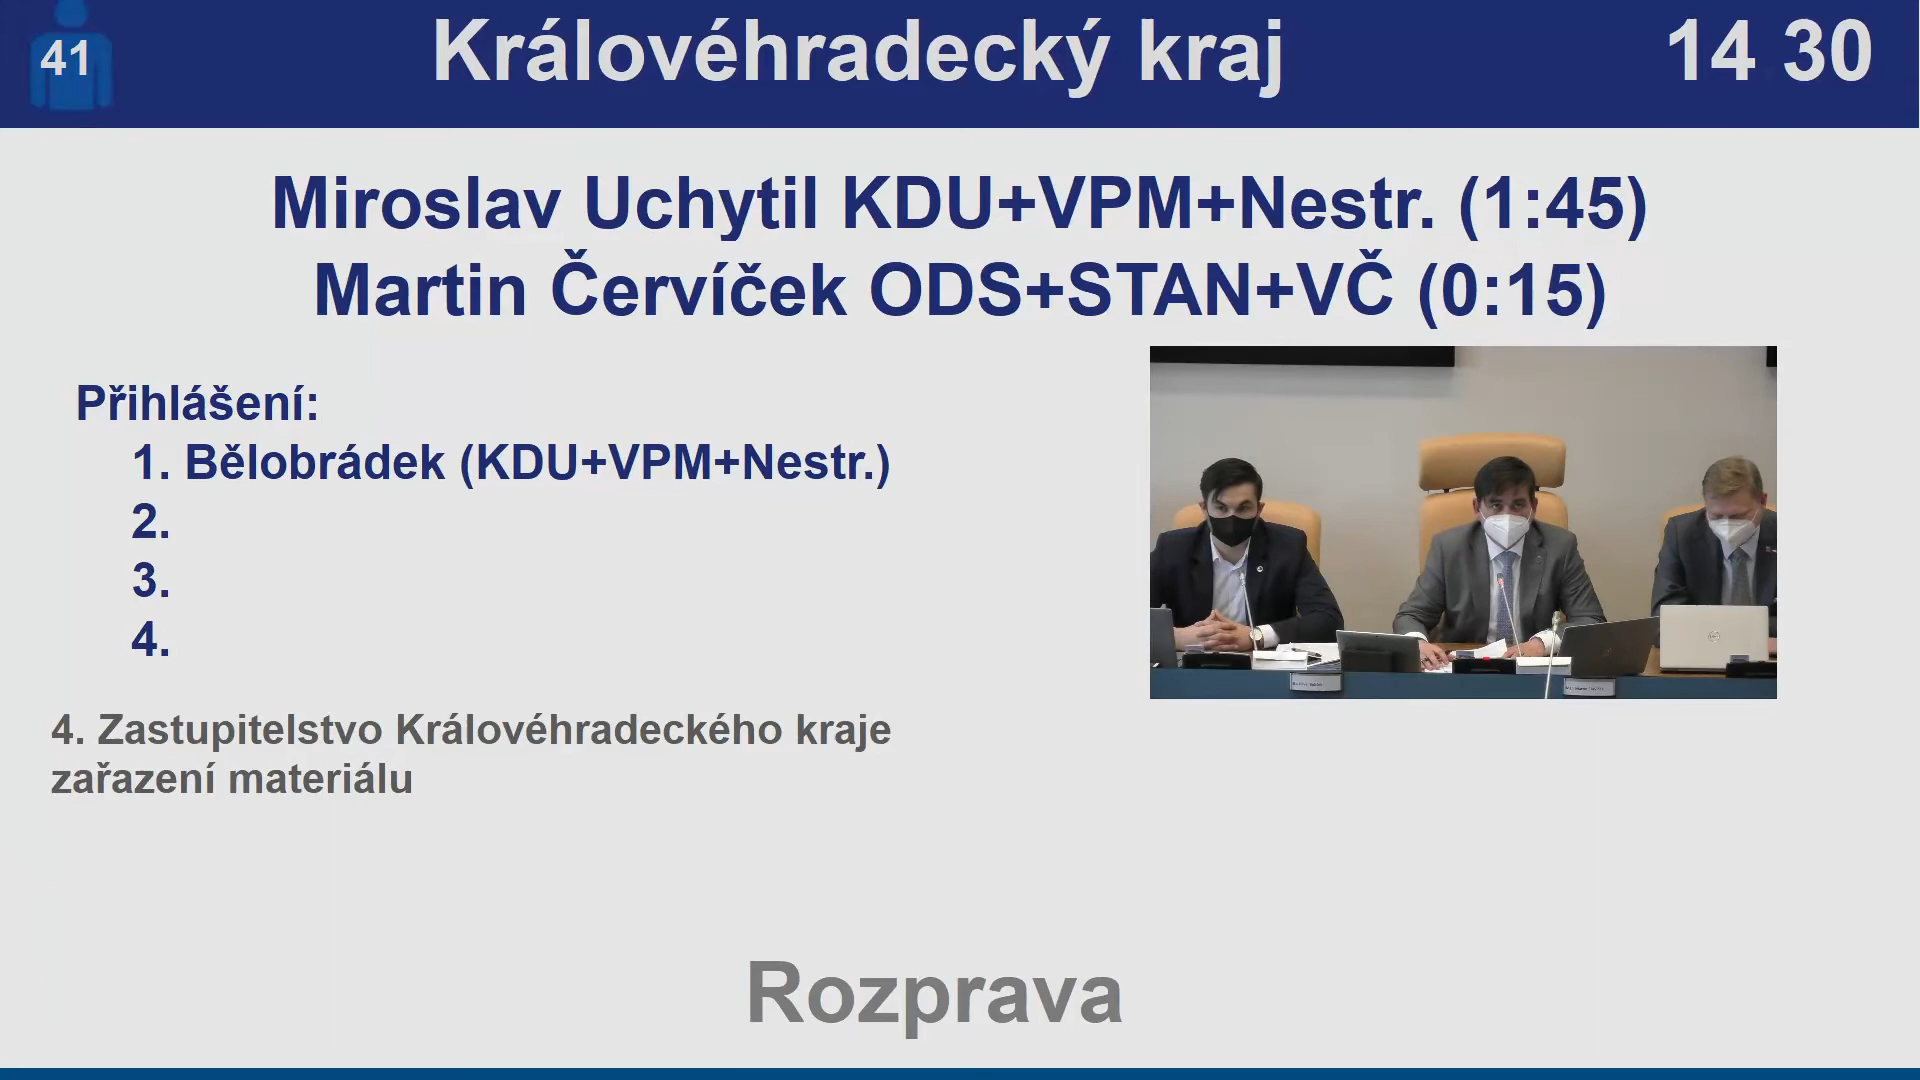 41
Královéhradecký kraj
14 30
Miroslav Uchytil KDU+VPM+Nestr. (1:45)
Martin Červíček ODS+STAN+VČ (0:15)
Přihlášení:
1. Bělobrádek (KDU+VPM+Nestr.)
2.
3.
4.
4. Zastupitelstvo Královéhradeckého kraje
zařazení materiálu
Rozprava